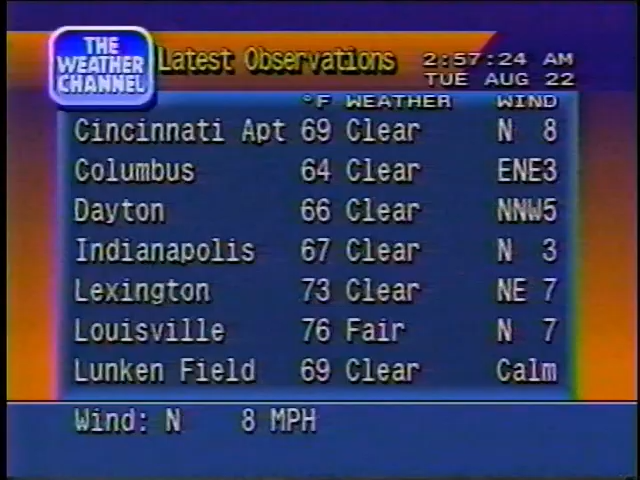 THE
WEATHER
CHANNEL
Latest Observations 2:57:24 AM
TUE AUG 22
°F WEATHER WIND
Cincinnati Apt 69 Clear N 8
Columbus 64 Clear ENE3
Dayton 66 Clear NNW5
Indianapolis 67 Clear N 3
Lexington 73 Clear NE 7
Louisville 76 Fair N 7
Lunken Field 69 Clear Calm
Wind: N 8 MPH